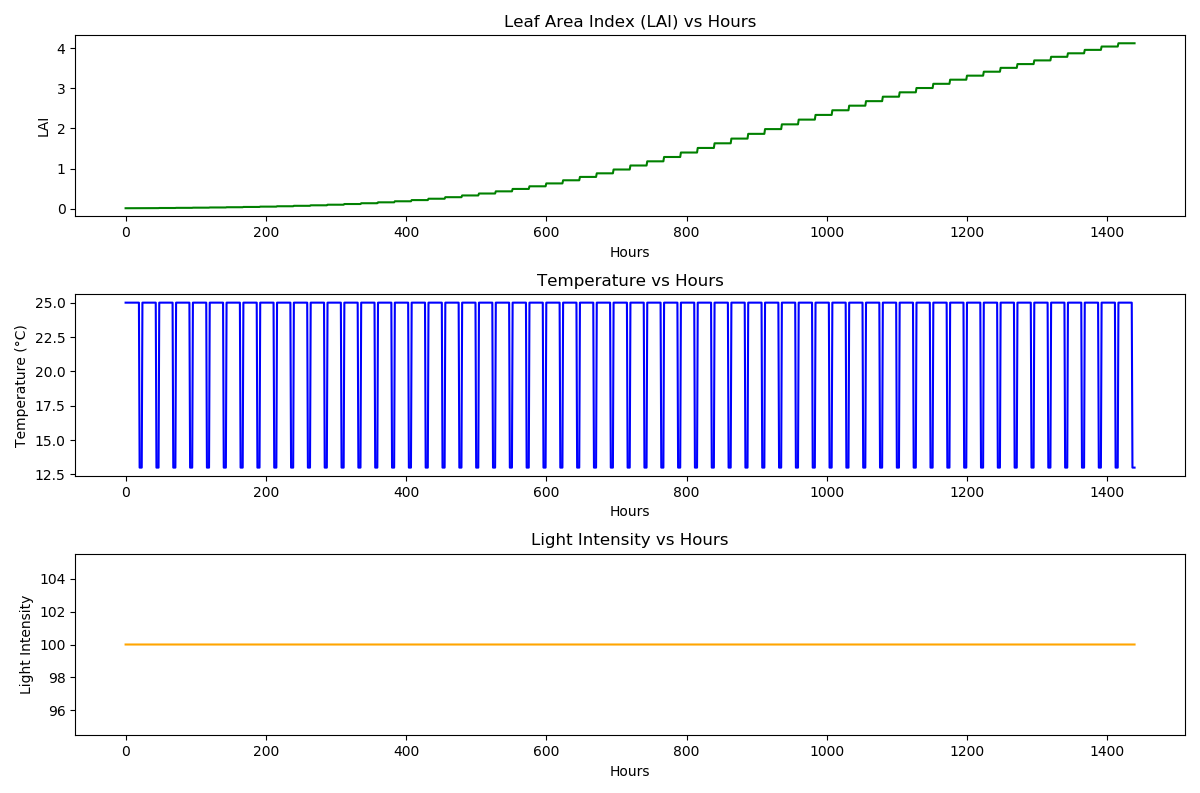 Leaf Area Index (LAI) vs Hours
LAI
4
3
2
1
0
0 200 400 600 800 1000 1200 1400
Hours
Temperature vs Hours
Temperature (°C)
25.0
22.5
20.0
17.5
15.0
12.5
0 200 400 600 800 1000 1200 1400
Hours
Light Intensity vs Hours
Light Intensity
104
102
100
98
96
0 200 400 600 800 1000 1200 1400
Hours